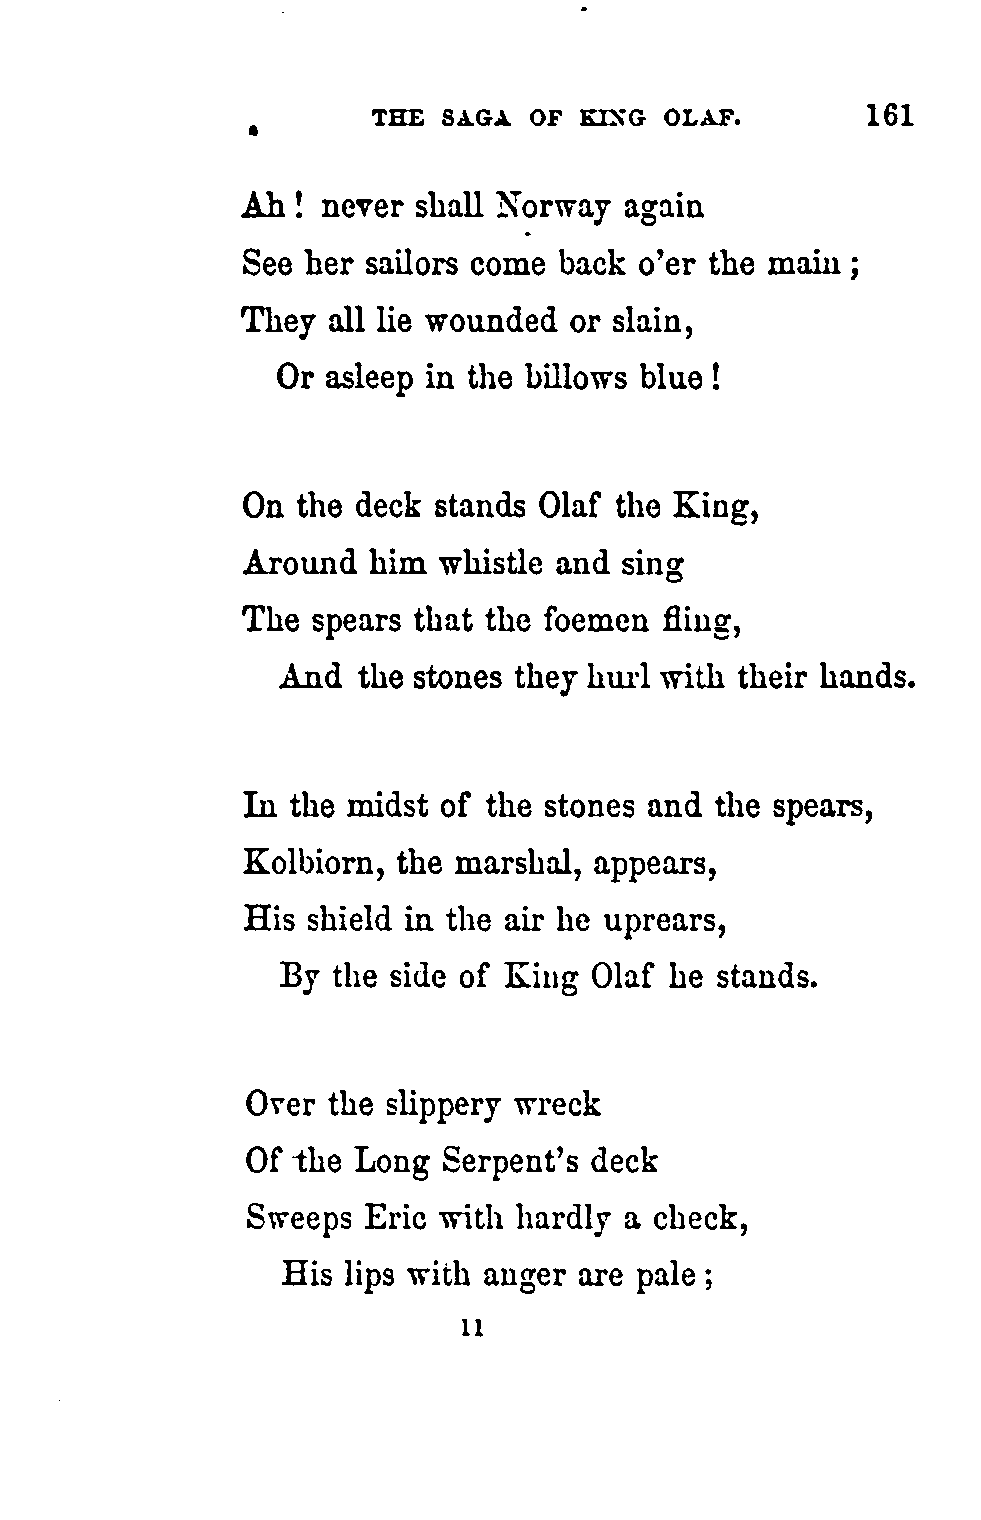 THE SAGA OF KING OLAF. 161
Ah! never shall Norway again
See her sailors come back o'er the main;
They all lie wounded or slain,
Or asleep in the billows blue!
On the deck stands Olaf the King,
Around him whistle and sing
The spears that the foemen fling,
And the stones they hurl with their hands.
In the midst of the stones and the spears,
Kolbiorn, the marshal, appears,
His shield in the air he uprears,
By the side of King Olaf he stands.
Over the slippery wreck
Of the Long Serpent's deck
Sweeps Eric with hardly a check,
His lips with anger are pale;
11